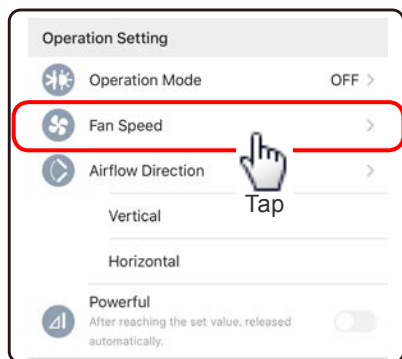 Operation Setting
Operation Mode OFF >
Fan Speed >
Airflow Direction >
Tap
Vertical
Horizontal
Powerful
After reaching the set value, released
automatically.